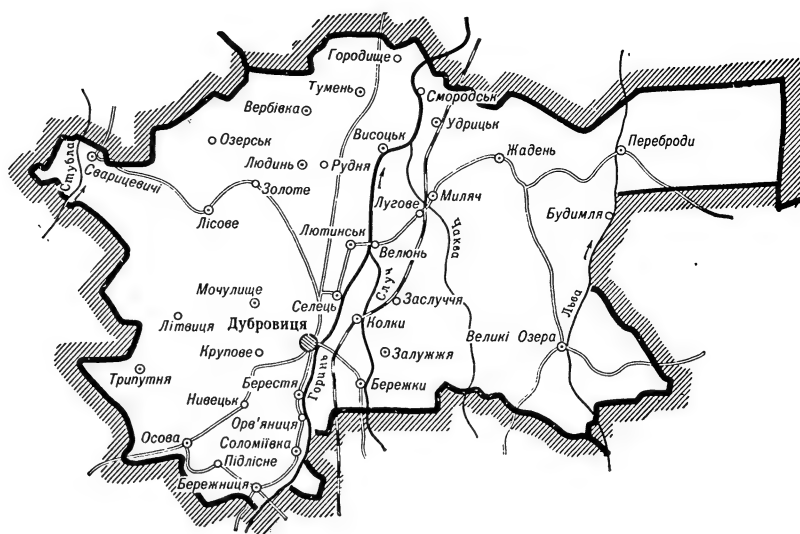 Городище
Тумень
Смородськ
Вербівка
Удрицьк
Озерськ
Висоцьк
Жадень
Переброди
Стубла
Сварицевичі
Людинь
Рудня
Золоте
Миляч
Лугове
Лісове
Будимля
Чаква
Лютинськ
Велюнь
Случ
Мочулище
Селець
Заслуччя
Льва
Літвиця
Дубровиця
Колки
Великі Озера
Крупове
Залужжя
Трипутня
Горинь
Берестя
Бережки
Нивецьк
Орв'яниця
Осова
Соломіївка
Підлісне
Бережниця